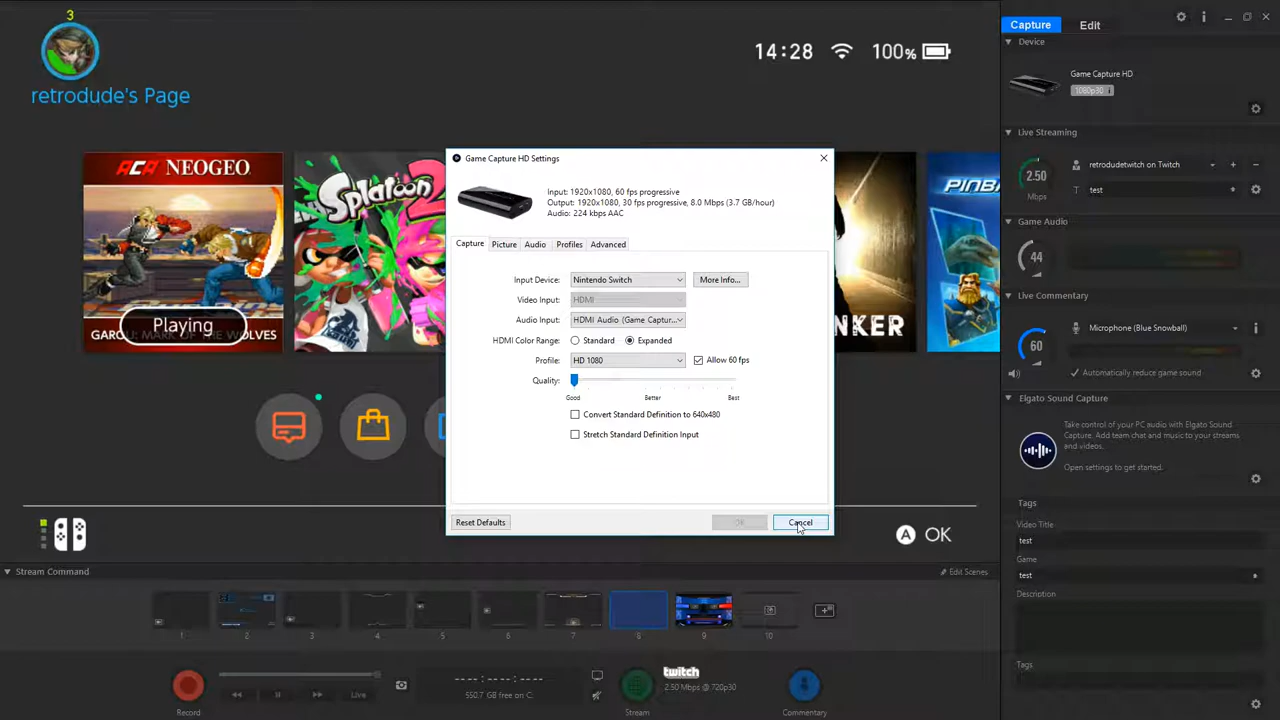 3
retrodude's Page
14:28
100%
ACA NEOGEO
Playing
GAROU: MARK OF THE WOLVES
Splatoon 2
NKER
PINB
A OK
Game Capture HD Settings
Input: 1920x1080, 60 fps progressive
Output: 1920x1080, 30 fps progressive, 8.0 Mbps (3.7 GB/hour)
Audio: 224 kbps AAC
Capture Picture Audio Profiles Advanced
Input Device: Nintendo Switch More Info...
Video Input: HDMI
Audio Input: HDMI Audio (Game Captur...
HDMI Color Range: Standard Expanded
Profile: HD 1080 Allow 60 fps
Quality:
Good Better Best
Convert Standard Definition to 640x480
Stretch Standard Definition Input
Reset Defaults OK Cancel
Capture Edit
Device
Game Capture HD
1080p30 i
Live Streaming
2.50
Mbps
retrodudetwitch on Twitch
T test
Game Audio
44
Live Commentary
60
Microphone (Blue Snowball)
Automatically reduce game sound
Elgato Sound Capture
Take control of your PC audio with Elgato Sound
Capture. Add team chat and music to your streams
and videos.
Open settings to get started.
Tags
Video Title
test
Game
test
Description
Tags
Stream Command Edit Scenes
1 2 3 4 5 6 7 8 9 10
Record
Live
--:--:--
550.7 GB free on C:
Stream
twitch
2.50 Mbps @ 720p30
Commentary